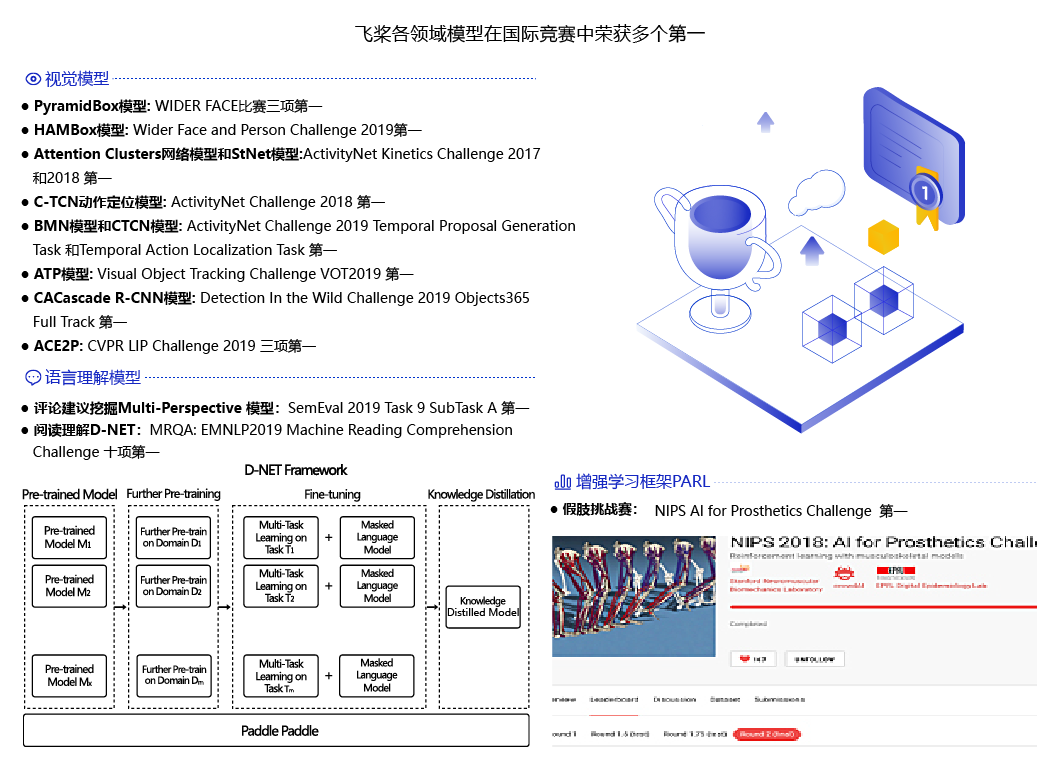 飞桨各领域模型在国际竞赛中荣获多个第一
视觉模型
● PyramidBox模型: WIDER FACE比赛三项第一
● HAMBox模型: Wider Face and Person Challenge 2019第一
● Attention Clusters网络模型和StNet模型:ActivityNet Kinetics Challenge 2017
和2018 第一
● C-TCN动作定位模型: ActivityNet Challenge 2018 第一
● BMN模型和CTCN模型: ActivityNet Challenge 2019 Temporal Proposal Generation
Task 和Temporal Action Localization Task 第一
● ATP模型: Visual Object Tracking Challenge VOT2019 第一
● CACascade R-CNN模型: Detection In the Wild Challenge 2019 Objects365
Full Track 第一
● ACE2P: CVPR LIP Challenge 2019 三项第一
1
语言理解模型
● 评论建议挖掘Multi-Perspective 模型：SemEval 2019 Task 9 SubTask A 第一
● 阅读理解D-NET：MRQA: EMNLP2019 Machine Reading Comprehension
Challenge 十项第一
D-NET Framework
Pre-trained Model
Further Pre-training
Fine-tuning
Knowledge Distillation
Pre-trained
Model M1
Further Pre-train
on Domain D1
Multi-Task
Learning on
Task T1
+
Masked
Language
Model
Pre-trained
Model M2
Further Pre-train
on Domain D2
Multi-Task
Learning on
Task T2
+
Masked
Language
Model
Knowledge
Distilled Model
Pre-trained
Model Mk
Further Pre-train
on Domain Dm
Multi-Task
Learning on
Task Tm
+
Masked
Language
Model
Paddle Paddle
增强学习框架PARL
● 假肢挑战赛： NIPS AI for Prosthetics Challenge 第一
NIPS 2018: AI for Prosthetics Chall
Reinforcement learning with musculoskeletal models
Stanford Neuromuscular
Biomechanics Laboratory
crowdAI
EPFL Digital Epidemiology Lab
Completed
UNFOLLOW
Leaderboard Discussion Dataset Submissions
ound 1 Round 1.5 (test) Round 1.75 (test) Round 2 (final)